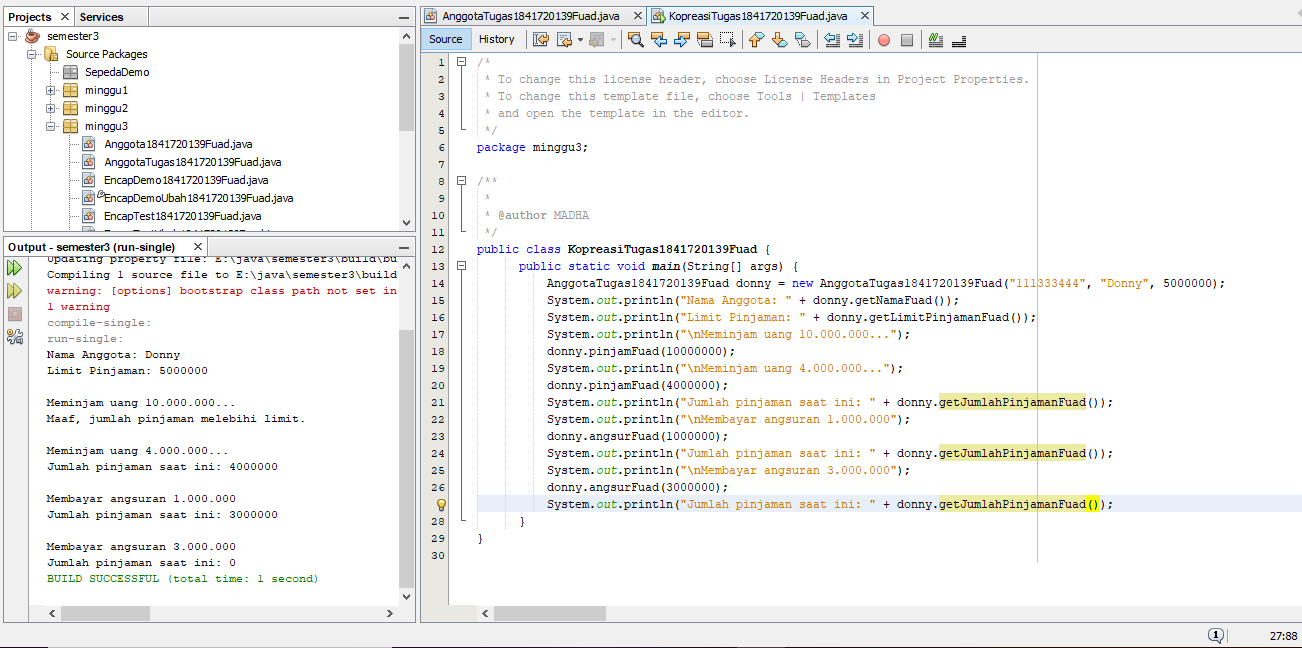 Projects
Services
semester3
Source Packages
SepedaDemo
minggu1
minggu2
minggu3
Anggota1841720139Fuad.java
AnggotaTugas1841720139Fuad.java
EncapDemo1841720139Fuad.java
EncapDemoUbah1841720139Fuad.java
EncapTest1841720139Fuad.java
Output - semester3 (run-single)
Updating property file: E:\java\semester3\build\bu
Compiling 1 source file to E:\java\semester3\build
warning: [options] bootstrap class path not set in
1 warning
compile-single:
run-single:
Nama Anggota: Donny
Limit Pinjaman: 5000000
Meminjam uang 10.000.000...
Maaf, jumlah pinjaman melebihi limit.
Meminjam uang 4.000.000...
Jumlah pinjaman saat ini: 4000000
Membayar angsuran 1.000.000
Jumlah pinjaman saat ini: 3000000
Membayar angsuran 3.000.000
Jumlah pinjaman saat ini: 0
BUILD SUCCESSFUL (total time: 1 second)
AnggotaTugas1841720139Fuad.java
KopreasiTugas1841720139Fuad.java
Source
History
1 /*
2 * To change this license header, choose License Headers in Project Properties.
3 * To change this template file, choose Tools | Templates
4 * and open the template in the editor.
5 */
6 package minggu3;
7
8 /**
9 *
10 * @author MADHA
11 */
12 public class KopreasiTugas1841720139Fuad {
13 public static void main(String[] args) {
14 AnggotaTugas1841720139Fuad donny = new AnggotaTugas1841720139Fuad("111333444", "Donny", 5000000);
15 System.out.println("Nama Anggota: " + donny.getNamaFuad());
16 System.out.println("Limit Pinjaman: " + donny.getLimitPinjamanFuad());
17 System.out.println("\nMeminjam uang 10.000.000...");
18 donny.pinjamFuad(10000000);
19 System.out.println("\nMeminjam uang 4.000.000...");
20 donny.pinjamFuad(4000000);
21 System.out.println("Jumlah pinjaman saat ini: " + donny.getJumlahPinjamanFuad());
22 System.out.println("\nMembayar angsuran 1.000.000");
23 donny.angsurFuad(1000000);
24 System.out.println("Jumlah pinjaman saat ini: " + donny.getJumlahPinjamanFuad());
25 System.out.println("\nMembayar angsuran 3.000.000");
26 donny.angsurFuad(3000000);
System.out.println("Jumlah pinjaman saat ini: " + donny.getJumlahPinjamanFuad());
28 }
29 }
30
1
27:88